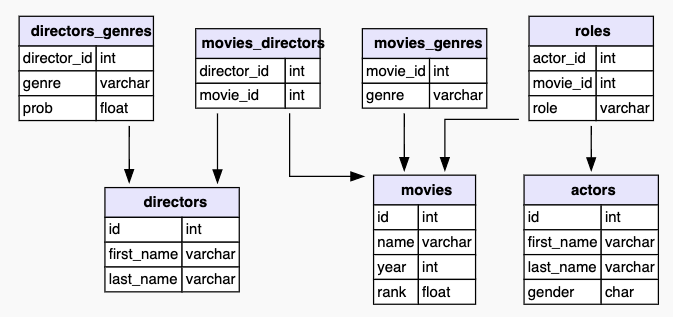 directors_genres
director_id int
genre varchar
prob float
movies_directors
director_id int
movie_id int
movies_genres
movie_id int
genre varchar
roles
actor_id int
movie_id int
role varchar
directors
id int
first_name varchar
last_name varchar
movies
id int
name varchar
year int
rank float
actors
id int
first_name varchar
last_name varchar
gender char